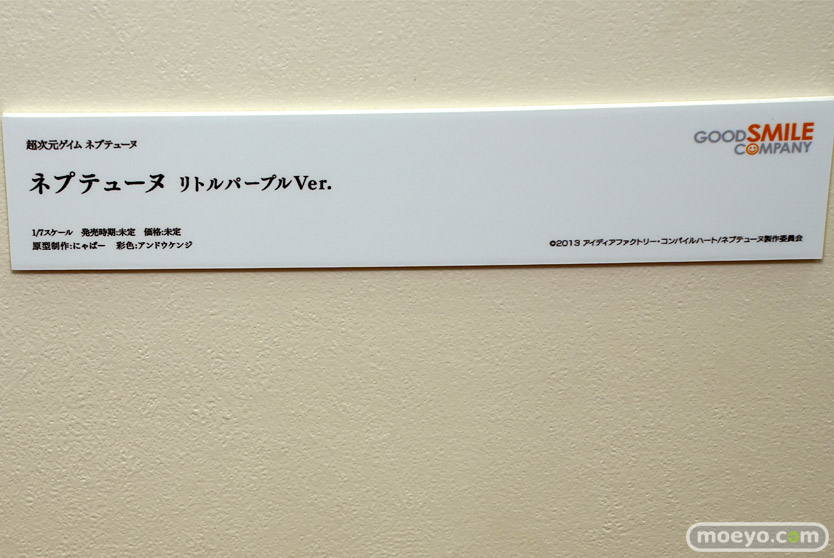 超次元ゲイム ネプテューヌ
GOODSMILE
COMPANY
ネプテューヌ リトルパープルVer.
1/7スケール 発売時期:未定 価格:未定
原型制作:にゃばー 彩色:アンドウケンジ
©2013 アイディアファクトリー・コンパイルハート/ネプテューヌ製作委員会
moeyo.com